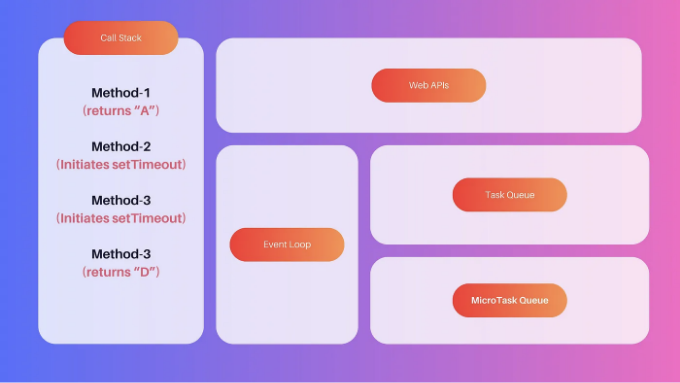 Call Stack
Method-1
(returns “A”)
Method-2
(Initiates setTimeout)
Method-3
(Initiates setTimeout)
Method-3
(returns “D”)
Web APIs
Event Loop
Task Queue
MicroTask Queue